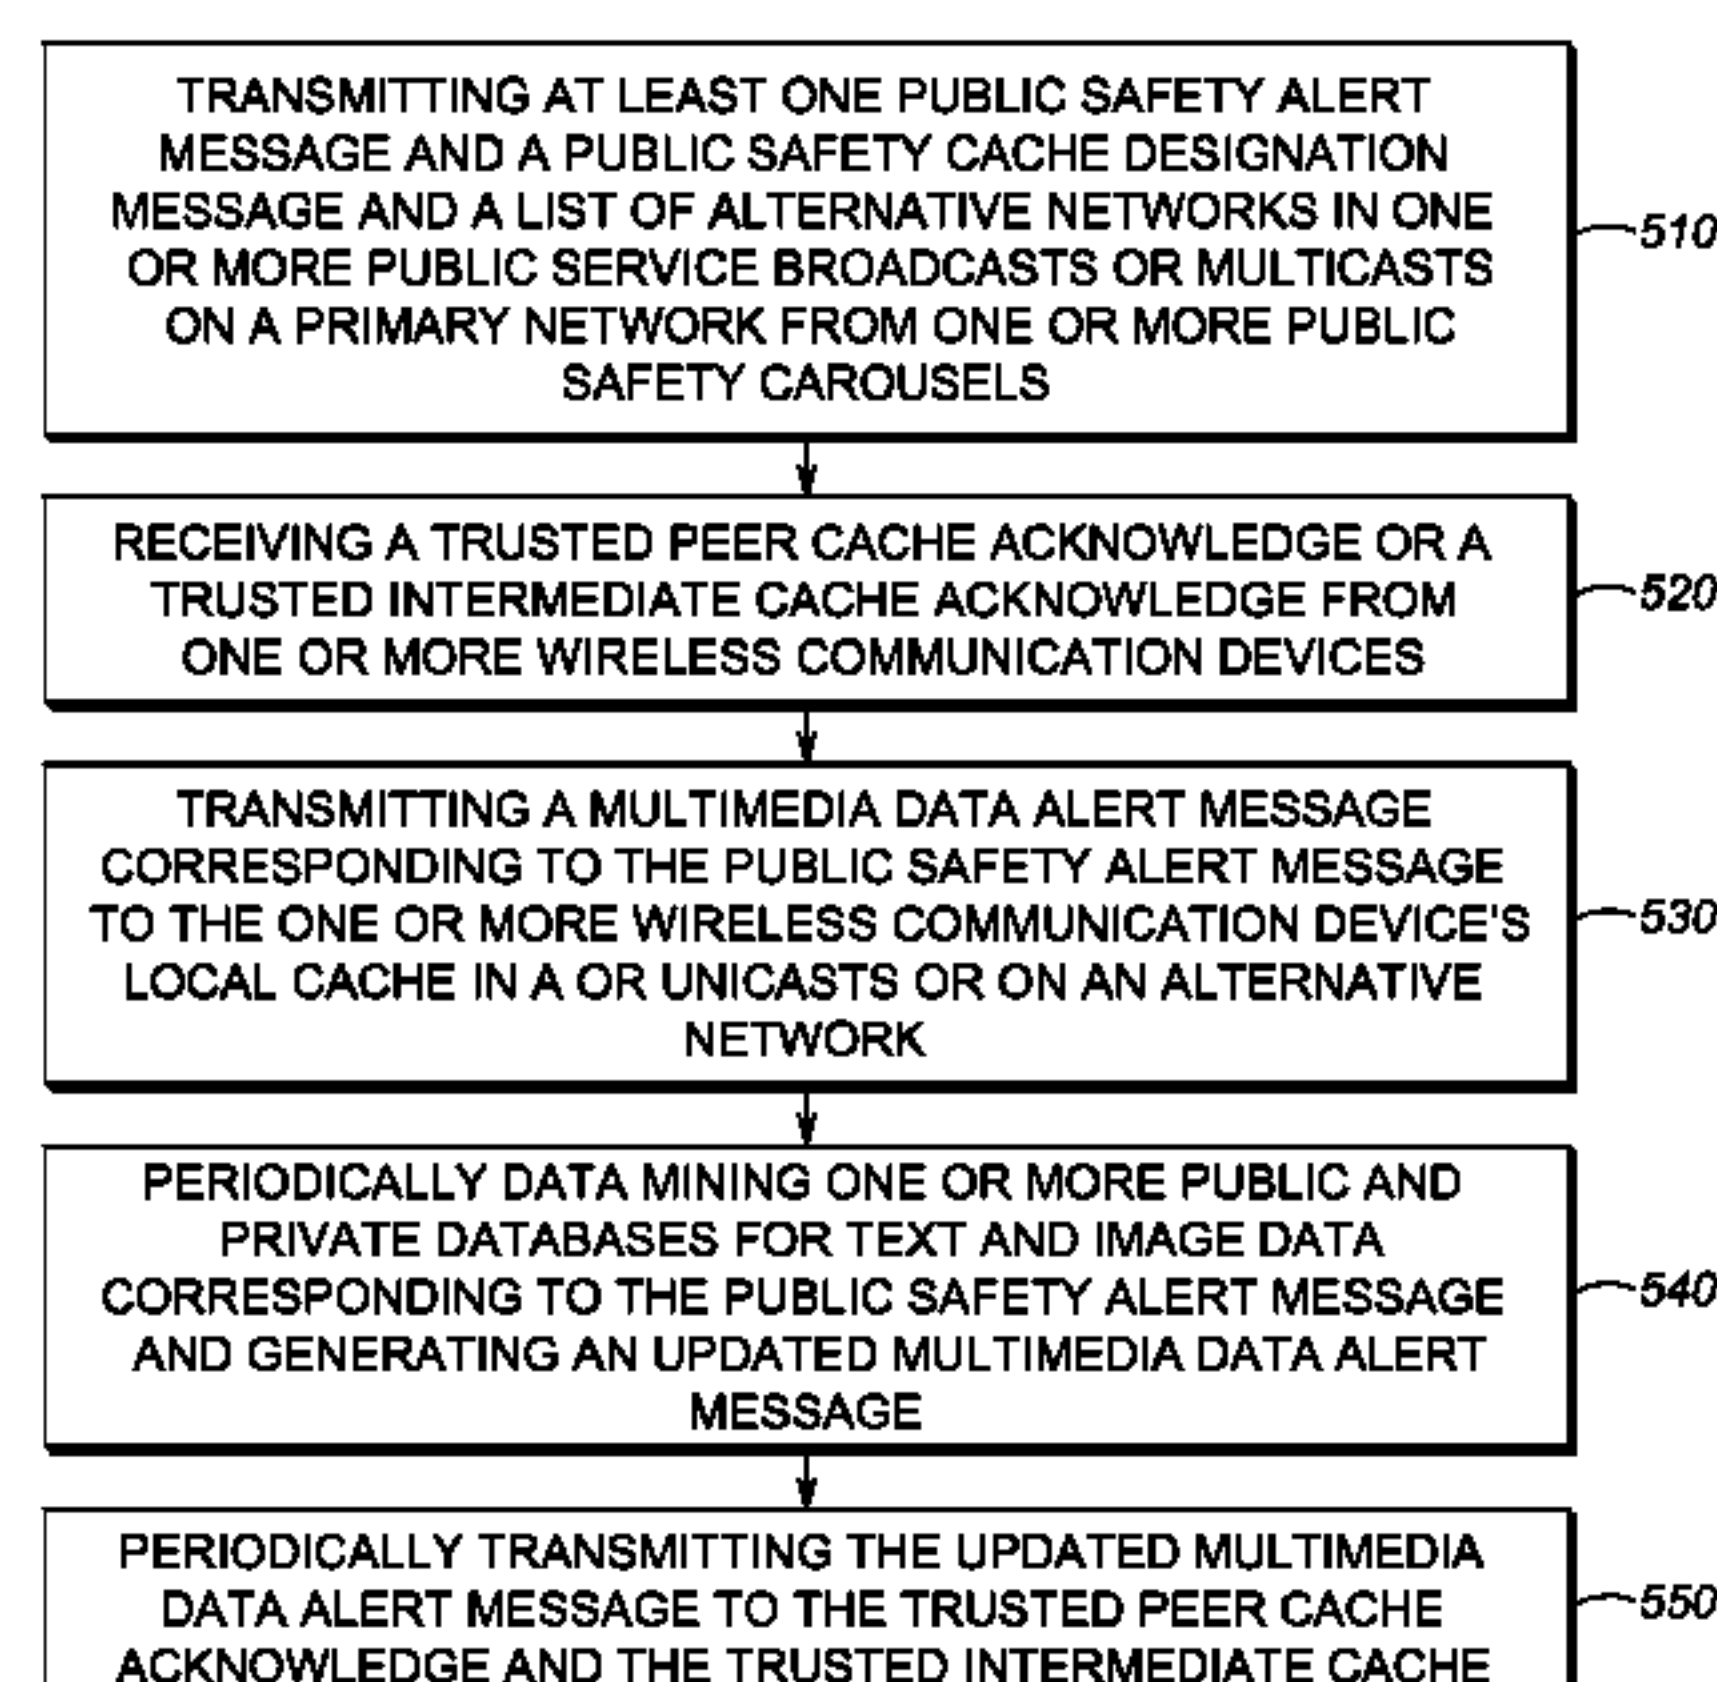 TRANSMITTING AT LEAST ONE PUBLIC SAFETY ALERT
MESSAGE AND A PUBLIC SAFETY CACHE DESIGNATION
MESSAGE AND A LIST OF ALTERNATIVE NETWORKS IN ONE
OR MORE PUBLIC SERVICE BROADCASTS OR MULTICASTS
ON A PRIMARY NETWORK FROM ONE OR MORE PUBLIC
SAFETY CAROUSELS
510
RECEIVING A TRUSTED PEER CACHE ACKNOWLEDGE OR A
TRUSTED INTERMEDIATE CACHE ACKNOWLEDGE FROM
ONE OR MORE WIRELESS COMMUNICATION DEVICES
520
TRANSMITTING A MULTIMEDIA DATA ALERT MESSAGE
CORRESPONDING TO THE PUBLIC SAFETY ALERT MESSAGE
TO THE ONE OR MORE WIRELESS COMMUNICATION DEVICE'S
LOCAL CACHE IN A OR UNICASTS OR ON AN ALTERNATIVE
NETWORK
530
PERIODICALLY DATA MINING ONE OR MORE PUBLIC AND
PRIVATE DATABASES FOR TEXT AND IMAGE DATA
CORRESPONDING TO THE PUBLIC SAFETY ALERT MESSAGE
AND GENERATING AN UPDATED MULTIMEDIA DATA ALERT
MESSAGE
540
PERIODICALLY TRANSMITTING THE UPDATED MULTIMEDIA
DATA ALERT MESSAGE TO THE TRUSTED PEER CACHE
ACKNOWLEDGE AND THE TRUSTED INTERMEDIATE CACHE
550